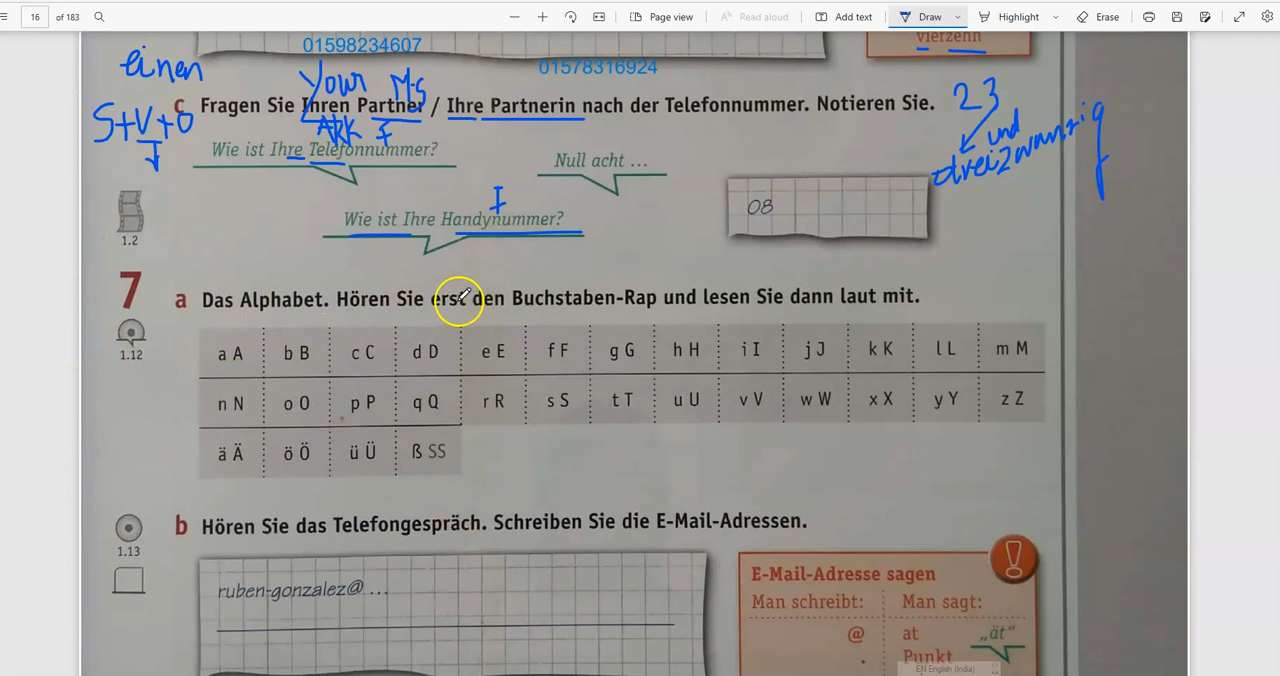 16 of 183 Page view Read aloud Add text Draw Highlight Erase
vierzehn
01598234607
01578316924
einen
Your M.S
c Fragen Sie Ihren Partner / Ihre Partnerin nach der Telefonnummer. Notieren Sie.
23
S+V+O
AKK
und
dreizwanzig
Wie ist Ihre Telefonnummer?
Null acht ...
Wie ist Ihre Handynummer?
08
1.2
7 a Das Alphabet. Hören Sie erst den Buchstaben-Rap und lesen Sie dann laut mit.
1.12
a A b B c C d D e E f F g G h H i I j J k K l L m M
n N o O p P q Q r R s S t T u U v V w W x X y Y z Z
ä Ä ö Ö ü Ü ß SS
b Hören Sie das Telefongespräch. Schreiben Sie die E-Mail-Adressen.
1.13
ruben-gonzalez@ ...
E-Mail-Adresse sagen
Man schreibt: Man sagt:
@ at „ät“
. Punkt
EN English (India)